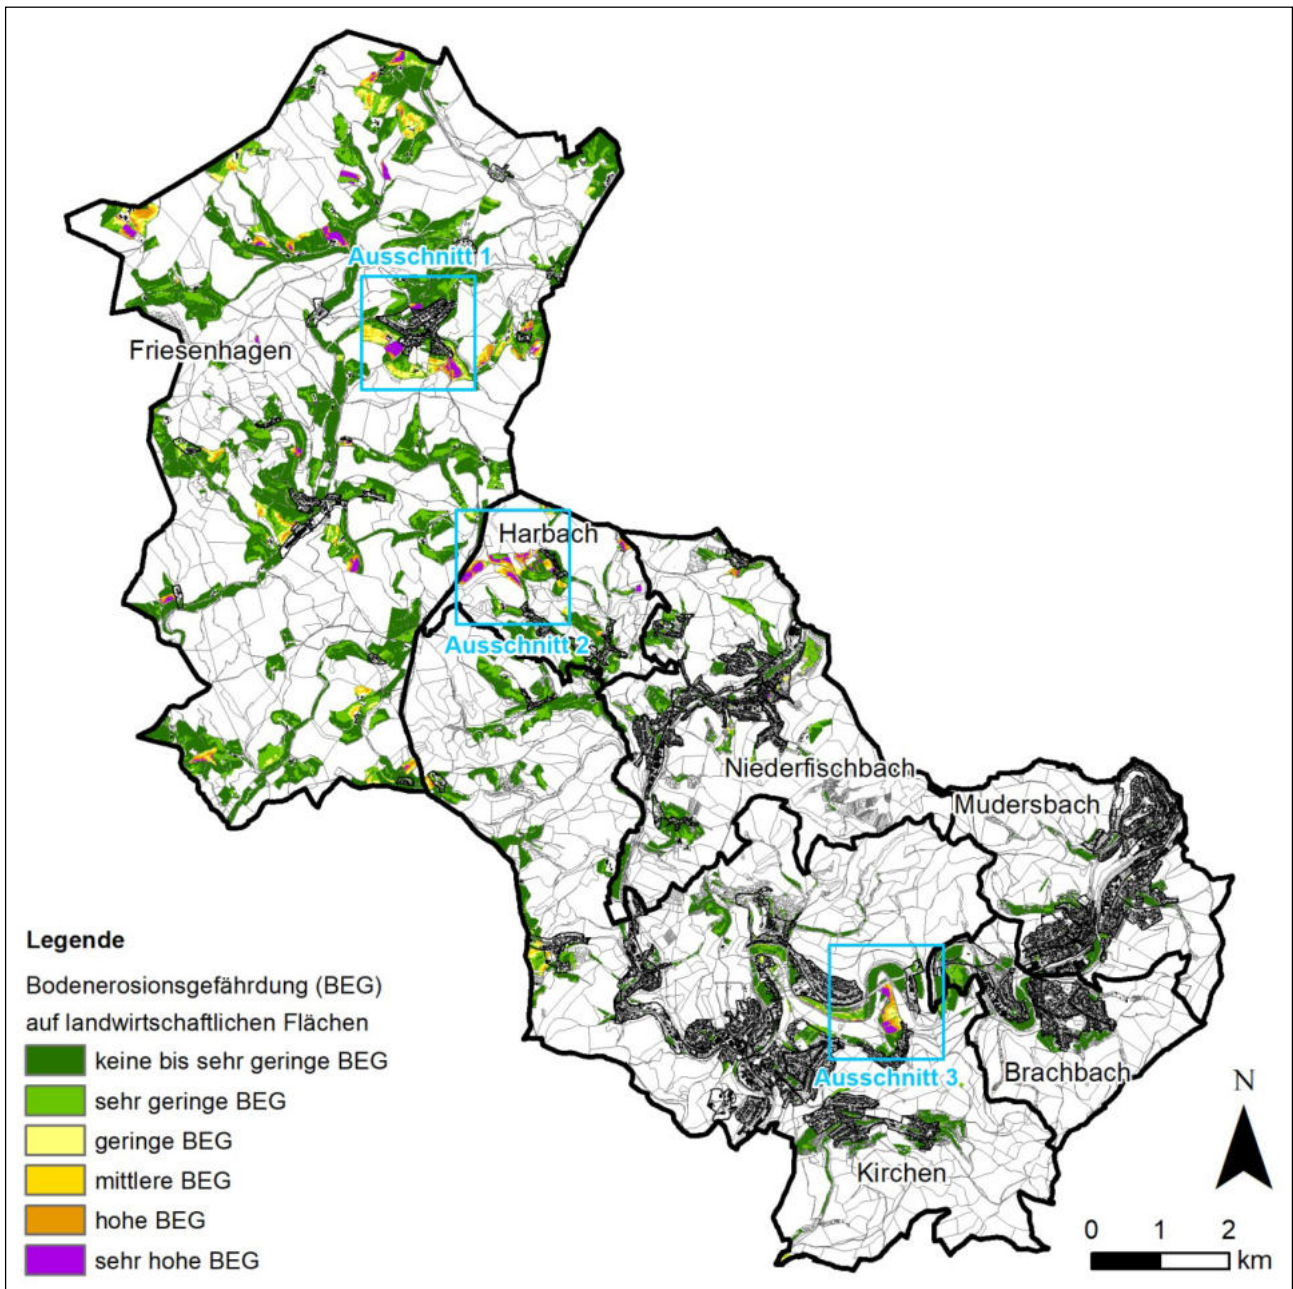 Ausschnitt 1
Friesenhagen
Harbach
Ausschnitt 2
Niederfischbach
Mudersbach
Ausschnitt 3
Brachbach
Kirchen
Legende
Bodenerosionsgefährdung (BEG)
auf landwirtschaftlichen Flächen
keine bis sehr geringe BEG
sehr geringe BEG
geringe BEG
mittlere BEG
hohe BEG
sehr hohe BEG
N
0 1 2
km